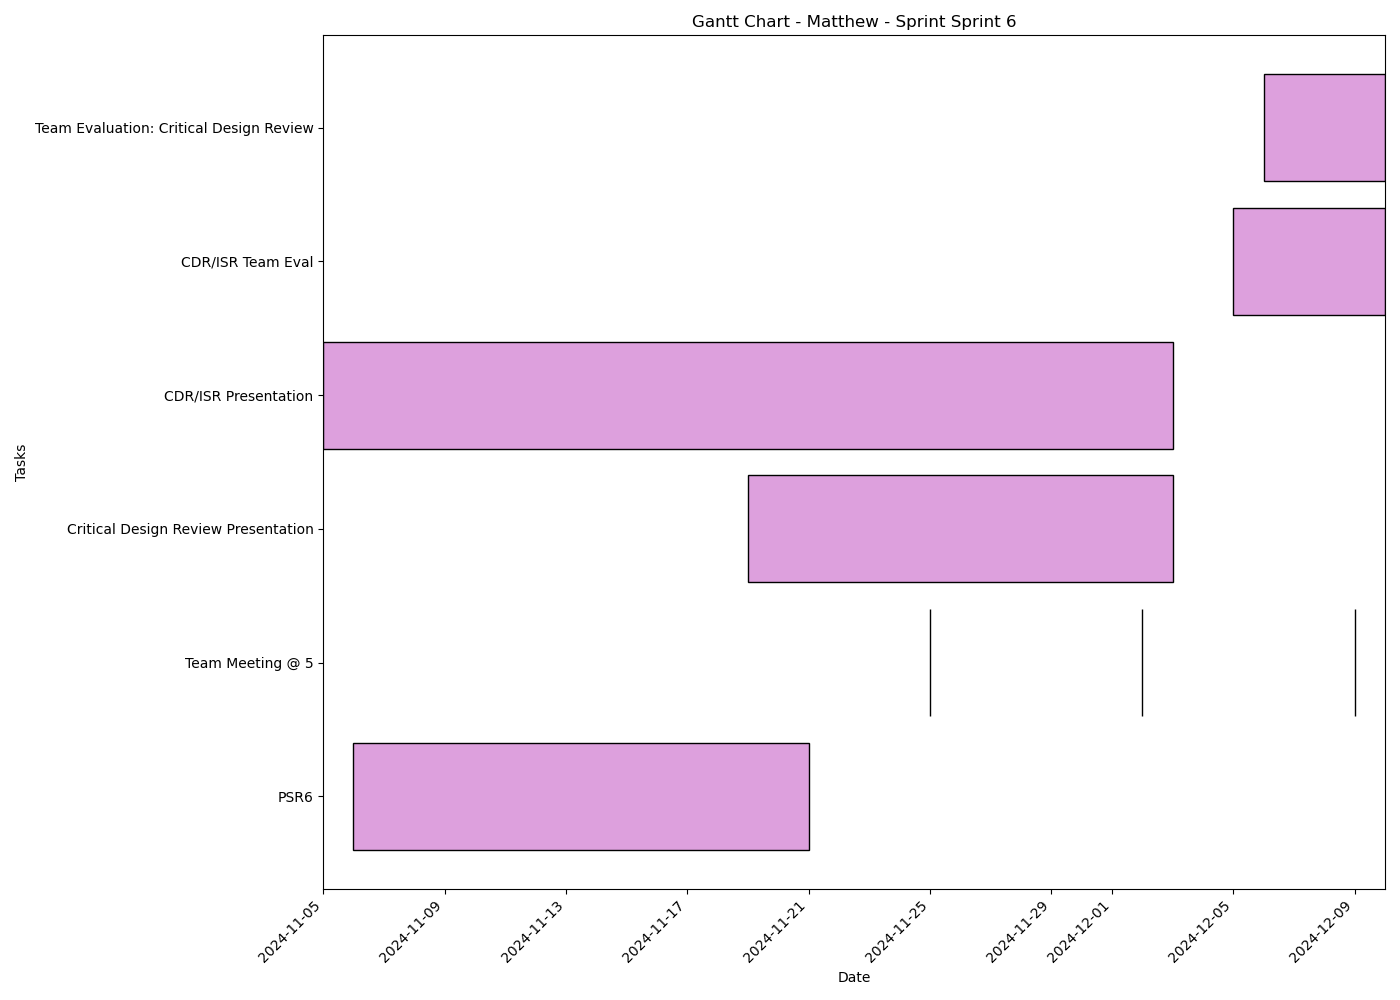 Gantt Chart - Matthew - Sprint Sprint 6
Team Evaluation: Critical Design Review
CDR/ISR Team Eval
CDR/ISR Presentation
Critical Design Review Presentation
Team Meeting @ 5
PSR6
Tasks
2024-11-05
2024-11-09
2024-11-13
2024-11-17
2024-11-21
2024-11-25
2024-11-29
2024-12-01
2024-12-05
2024-12-09
Date